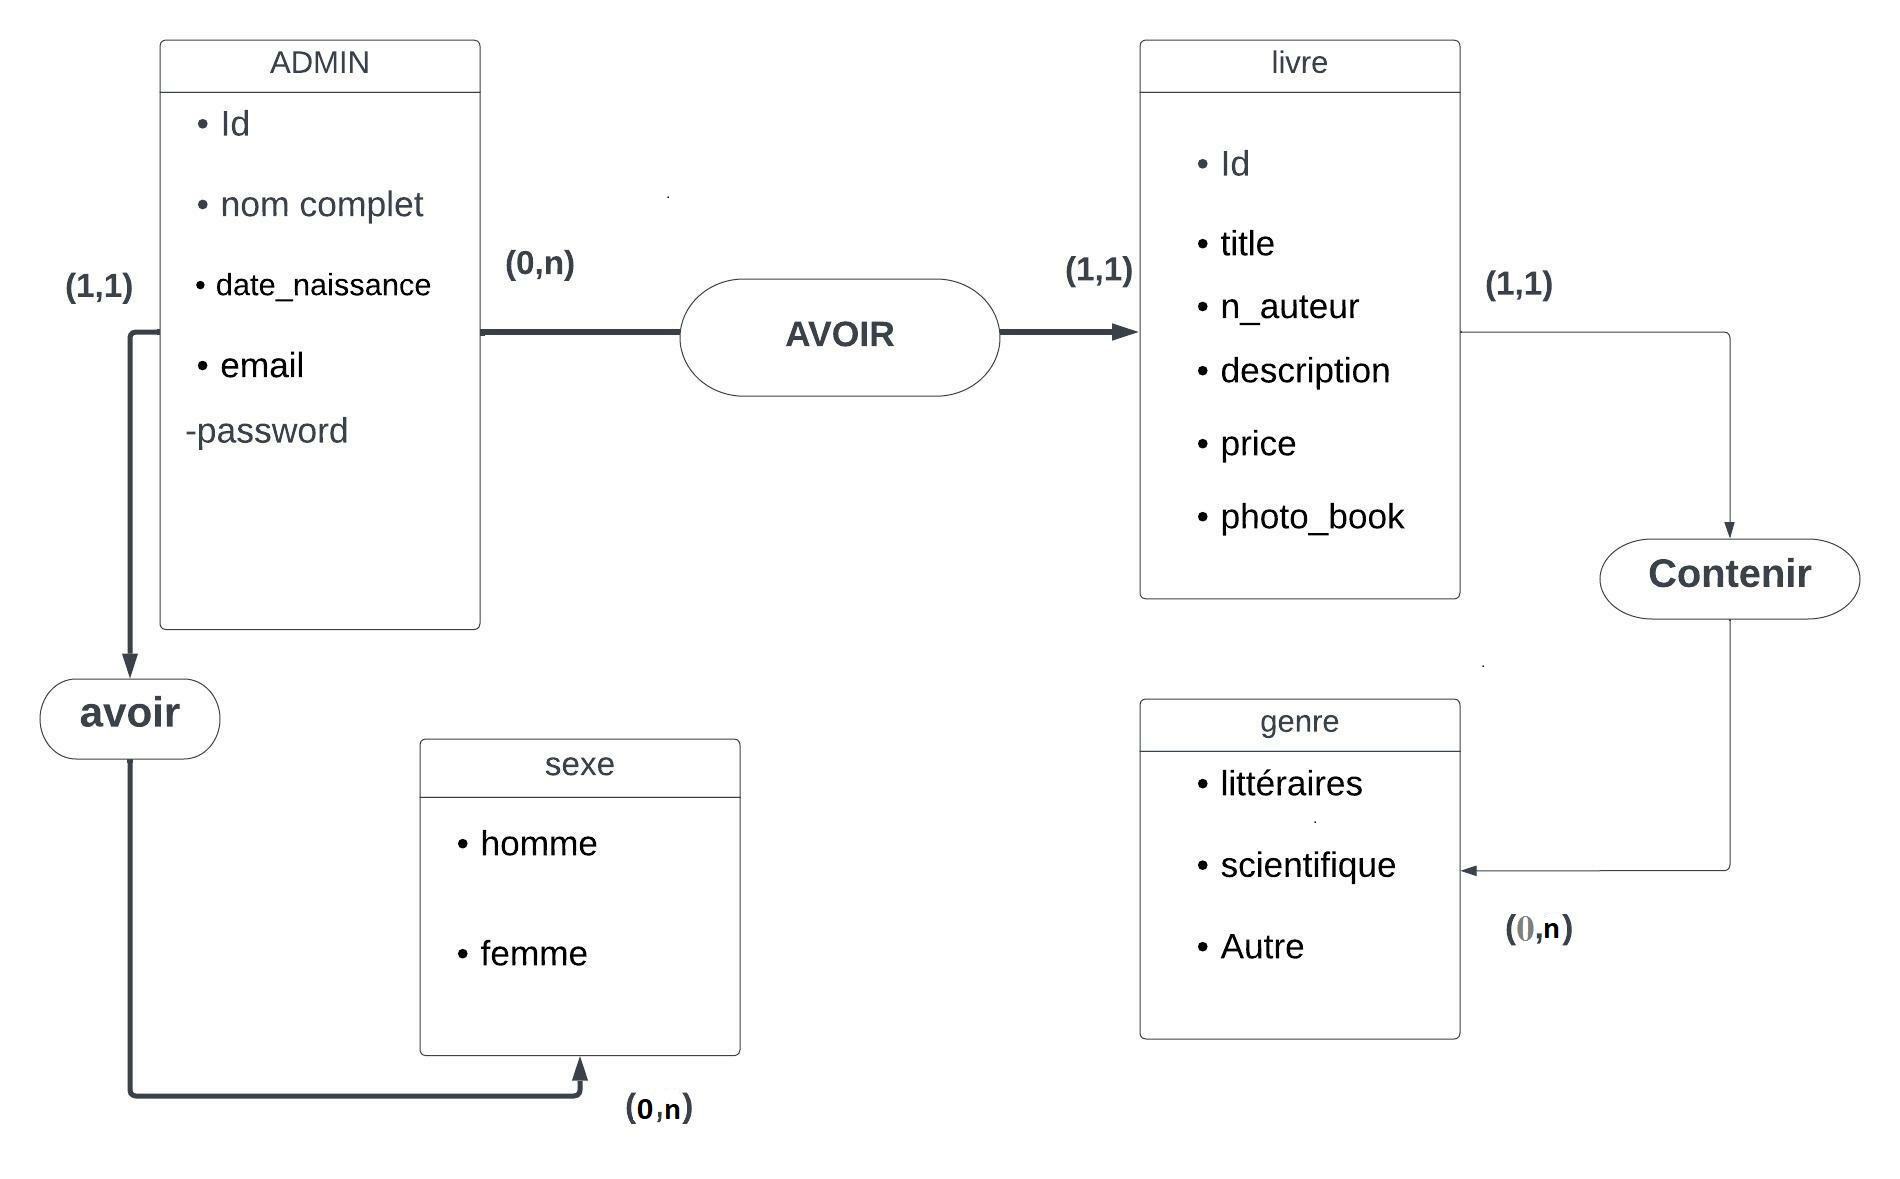 ADMIN
• Id
• nom complet
• date_naissance
• email
-password
(1,1)
(0,n)
AVOIR
(1,1)
livre
• Id
• title
• n_auteur
• description
• price
• photo_book
(1,1)
Contenir
avoir
sexe
• homme
• femme
(0,n)
genre
• littéraires
• scientifique
• Autre
(0,n)